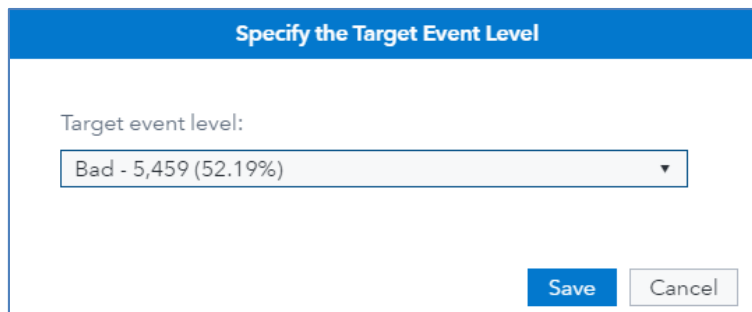 Specify the Target Event Level
Target event level:
Bad - 5,459 (52.19%)
Save Cancel